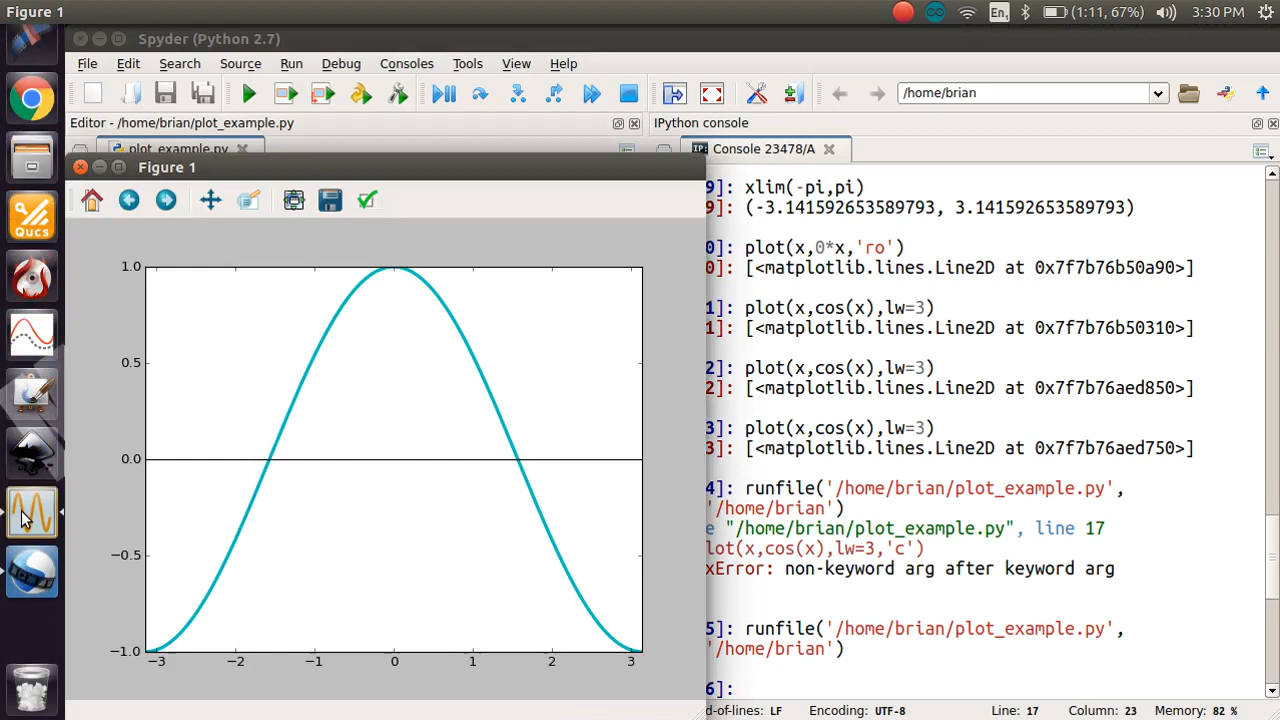 Figure 1
En1
(1:11, 67%)
3:30 PM
Spyder (Python 2.7)
File Edit Search Source Run Debug Consoles Tools View Help
/home/brian
Editor - /home/brian/plot_example.py
IPython console
plot_example.py
IP: Console 23478/A
Figure 1
Qucs
1.0
0.5
0.0
−0.5
−1.0
−3 −2 −1 0 1 2 3
9]: xlim(-pi,pi)
9]: (-3.141592653589793, 3.141592653589793)
0]: plot(x,0*x,'ro')
0]: [<matplotlib.lines.Line2D at 0x7f7b76b50a90>]
1]: plot(x,cos(x),lw=3)
1]: [<matplotlib.lines.Line2D at 0x7f7b76b50310>]
2]: plot(x,cos(x),lw=3)
2]: [<matplotlib.lines.Line2D at 0x7f7b76aed850>]
3]: plot(x,cos(x),lw=3)
3]: [<matplotlib.lines.Line2D at 0x7f7b76aed750>]
4]: runfile('/home/brian/plot_example.py',
'/home/brian')
e "/home/brian/plot_example.py", line 17
lot(x,cos(x),lw=3,'c')
xError: non-keyword arg after keyword arg
5]: runfile('/home/brian/plot_example.py',
'/home/brian')
6]:
d-of-lines: LF Encoding: UTF-8 Line: 17 Column: 23 Memory: 82 %